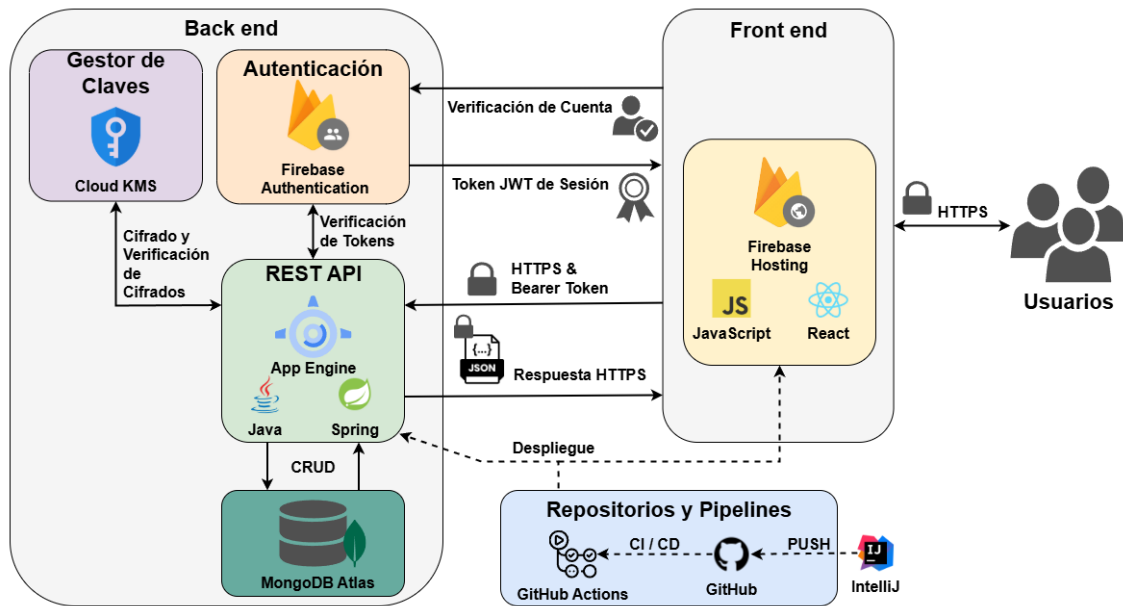 Back end
Gestor de
Claves
Cloud KMS
Autenticación
Firebase
Authentication
Cifrado y
Verificación
de
Cifrados
Verificación
de Tokens
REST API
App Engine
Java
Spring
CRUD
MongoDB Atlas
Verificación de Cuenta
Token JWT de Sesión
HTTPS &
Bearer Token
{...}
JSON
Respuesta HTTPS
Despliegue
Front end
Firebase
Hosting
JS
JavaScript
React
HTTPS
Usuarios
Repositorios y Pipelines
CI / CD
PUSH
GitHub Actions
GitHub
IJ
IntelliJ